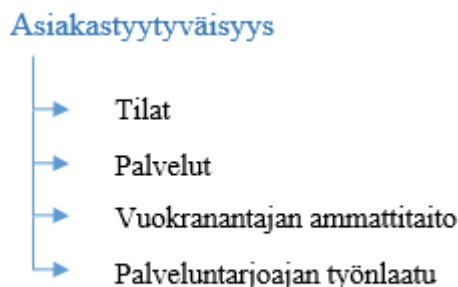 Asiakastyytyväisyys
Tilat
Palvelut
Vuokranantajan ammattitaito
Palveluntarjoajan työnlaatu